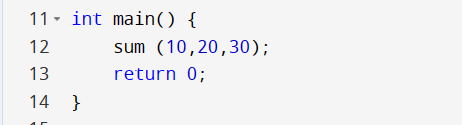 11 int main() {
12 sum (10,20,30);
13 return 0;
14 }